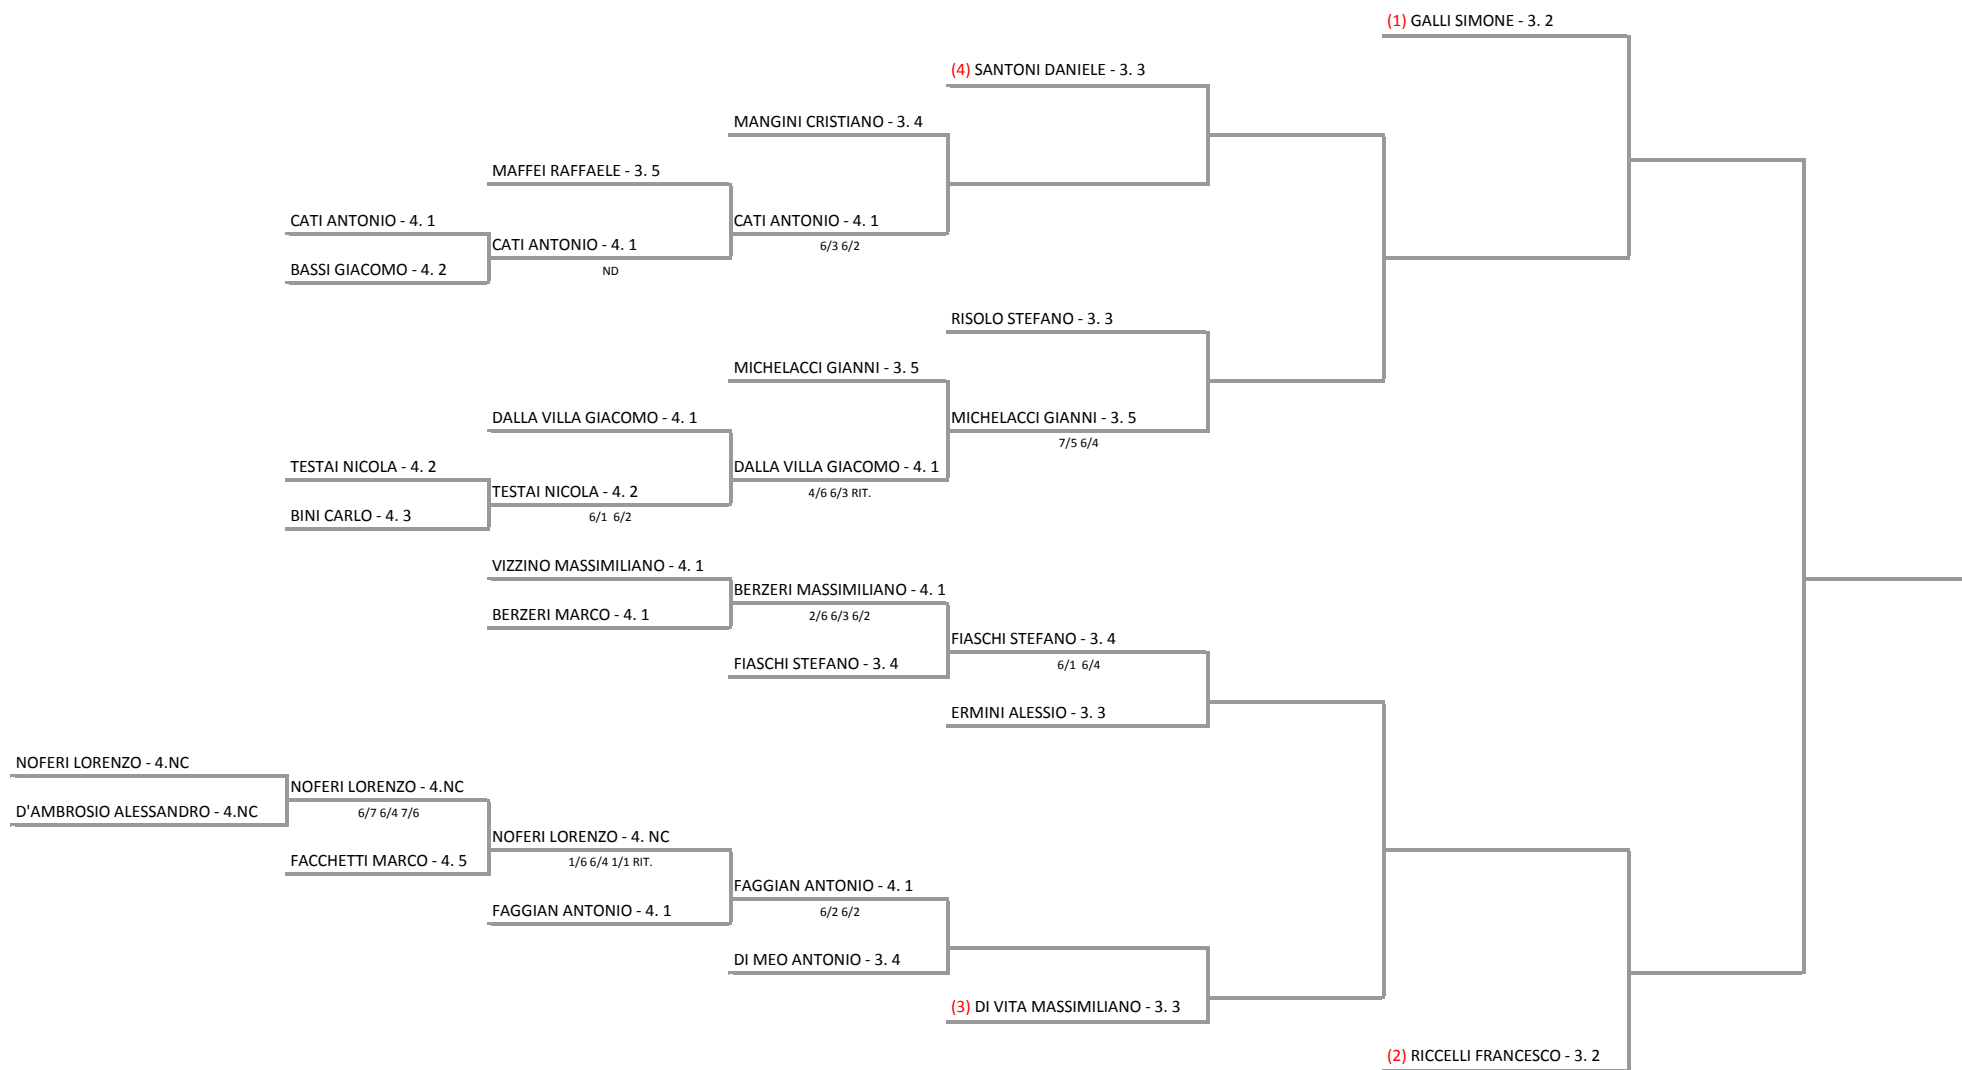 (1) GALLI SIMONE - 3. 2
(4) SANTONI DANIELE - 3. 3
MANGINI CRISTIANO - 3. 4
MAFFEI RAFFAELE - 3. 5
CATI ANTONIO - 4. 1
CATI ANTONIO - 4. 1
CATI ANTONIO - 4. 1
6/3 6/2
BASSI GIACOMO - 4. 2
ND
RISOLO STEFANO - 3. 3
MICHELACCI GIANNI - 3. 5
DALLA VILLA GIACOMO - 4. 1
MICHELACCI GIANNI - 3. 5
7/5 6/4
TESTAI NICOLA - 4. 2
DALLA VILLA GIACOMO - 4. 1
TESTAI NICOLA - 4. 2
4/6 6/3 RIT.
BINI CARLO - 4. 3
6/1 6/2
VIZZINO MASSIMILIANO - 4. 1
BERZERI MASSIMILIANO - 4. 1
BERZERI MARCO - 4. 1
2/6 6/3 6/2
FIASCHI STEFANO - 3. 4
FIASCHI STEFANO - 3. 4
6/1 6/4
ERMINI ALESSIO - 3. 3
NOFERI LORENZO - 4.NC
NOFERI LORENZO - 4.NC
D'AMBROSIO ALESSANDRO - 4.NC
6/7 6/4 7/6
NOFERI LORENZO - 4. NC
FACCHETTI MARCO - 4. 5
1/6 6/4 1/1 RIT.
FAGGIAN ANTONIO - 4. 1
FAGGIAN ANTONIO - 4. 1
6/2 6/2
DI MEO ANTONIO - 3. 4
(3) DI VITA MASSIMILIANO - 3. 3
(2) RICCELLI FRANCESCO - 3. 2